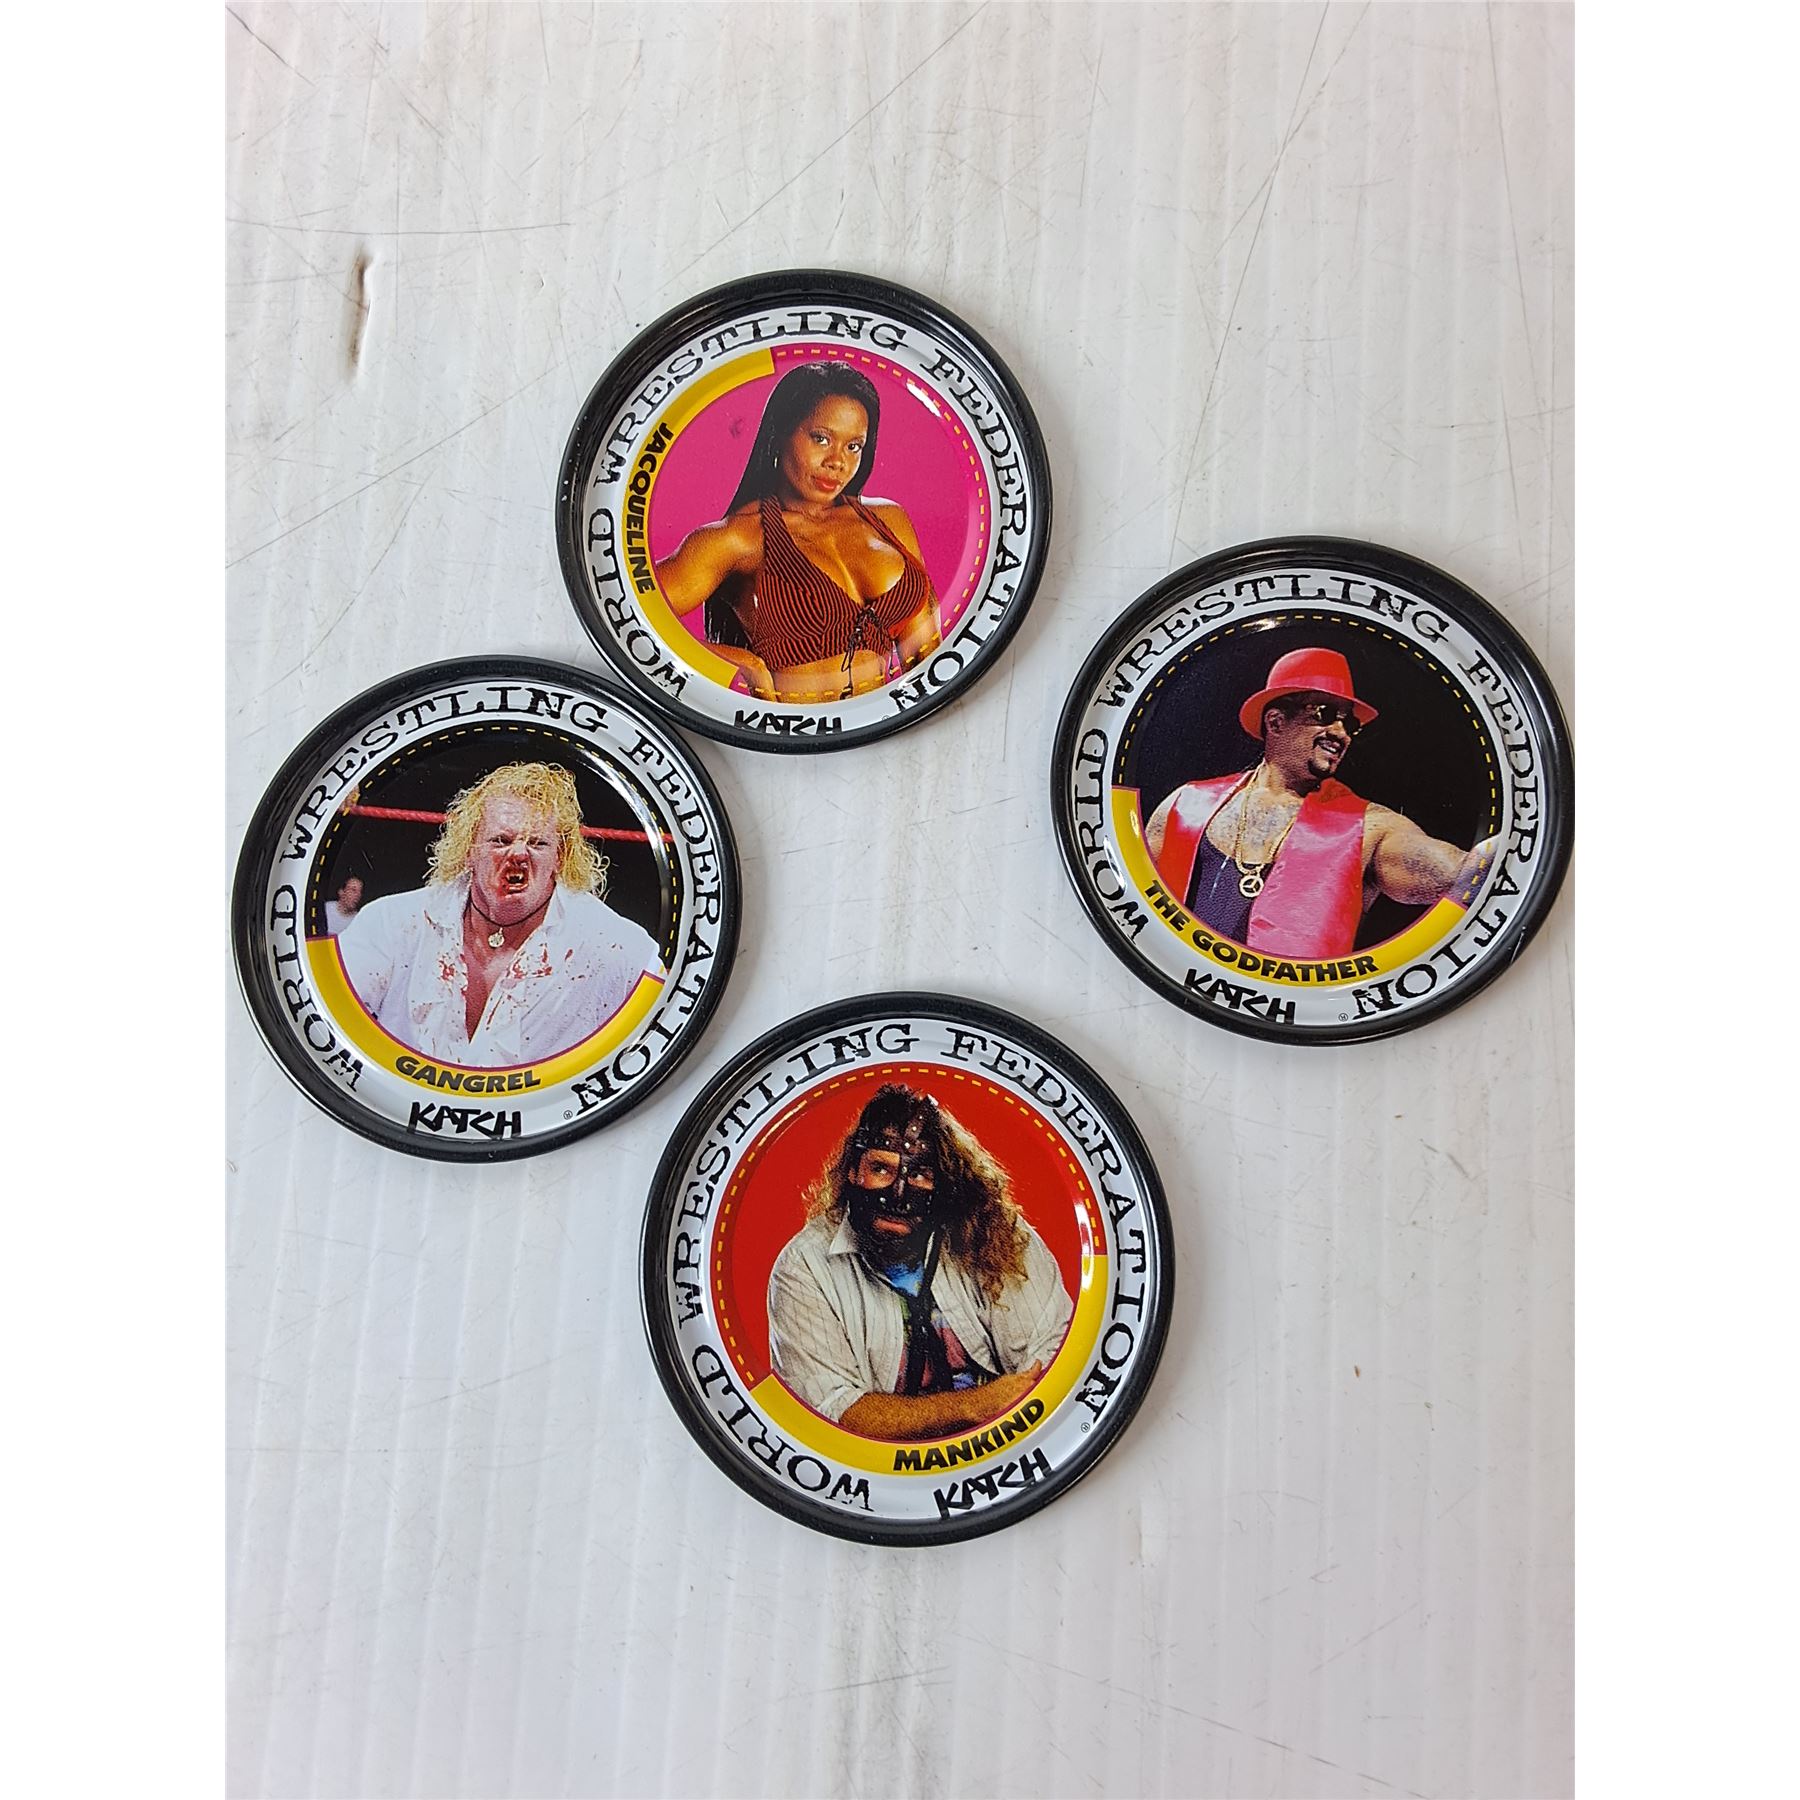 WORLD WRESTLING FEDERATION
JACQUELINE
KATCH ®
WORLD WRESTLING FEDERATION
THE GODFATHER
KATCH ®
WORLD WRESTLING FEDERATION
GANGREL
KATCH ®
WORLD WRESTLING FEDERATION
MANKIND
KATCH ®